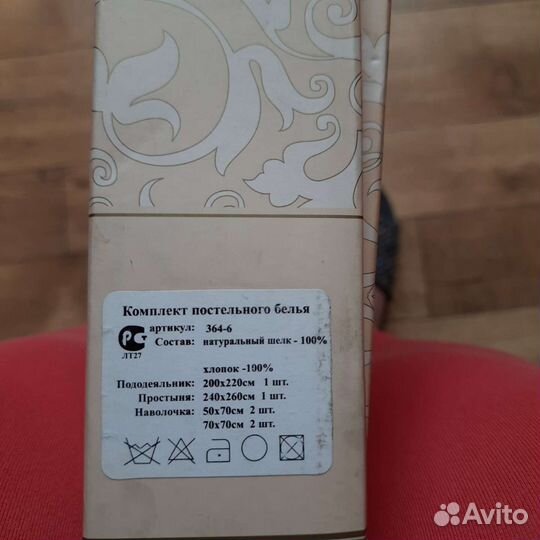 Комплект постельного белья
артикул: 364-6
РС Состав: натуральный шелк - 100%
ЛТ27
хлопок -100%
Пододеяльник: 200х220см 1 шт.
Простыня: 240х260см 1 шт.
Наволочка: 50х70см 2 шт.
70х70см 2 шт.
Avito